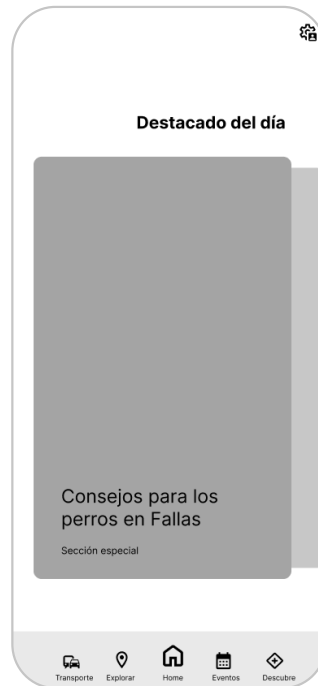 Destacado del día
Consejos para los
perros en Fallas
Sección especial
Transporte
Explorar
Home
Eventos
Descubre